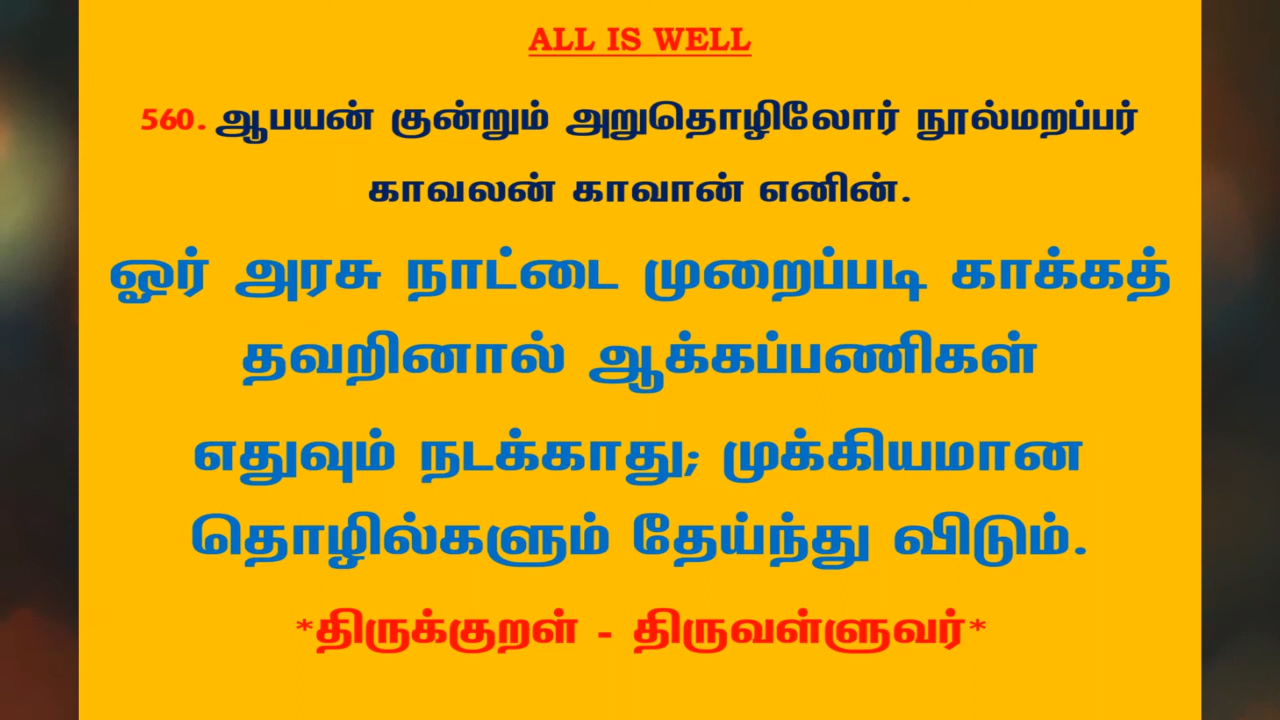 ALL IS WELL
560. ஆபயன் குன்றும் அறுதொழிலோர் நூல்மறப்பர்
காவலன் காவான் எனின்.
ஓர் அரசு நாட்டை முறைப்படி காக்கத்
தவறினால் ஆக்கப்பணிகள்
எதுவும் நடக்காது; முக்கியமான
தொழில்களும் தேய்ந்து விடும்.
*திருக்குறள் - திருவள்ளுவர்*